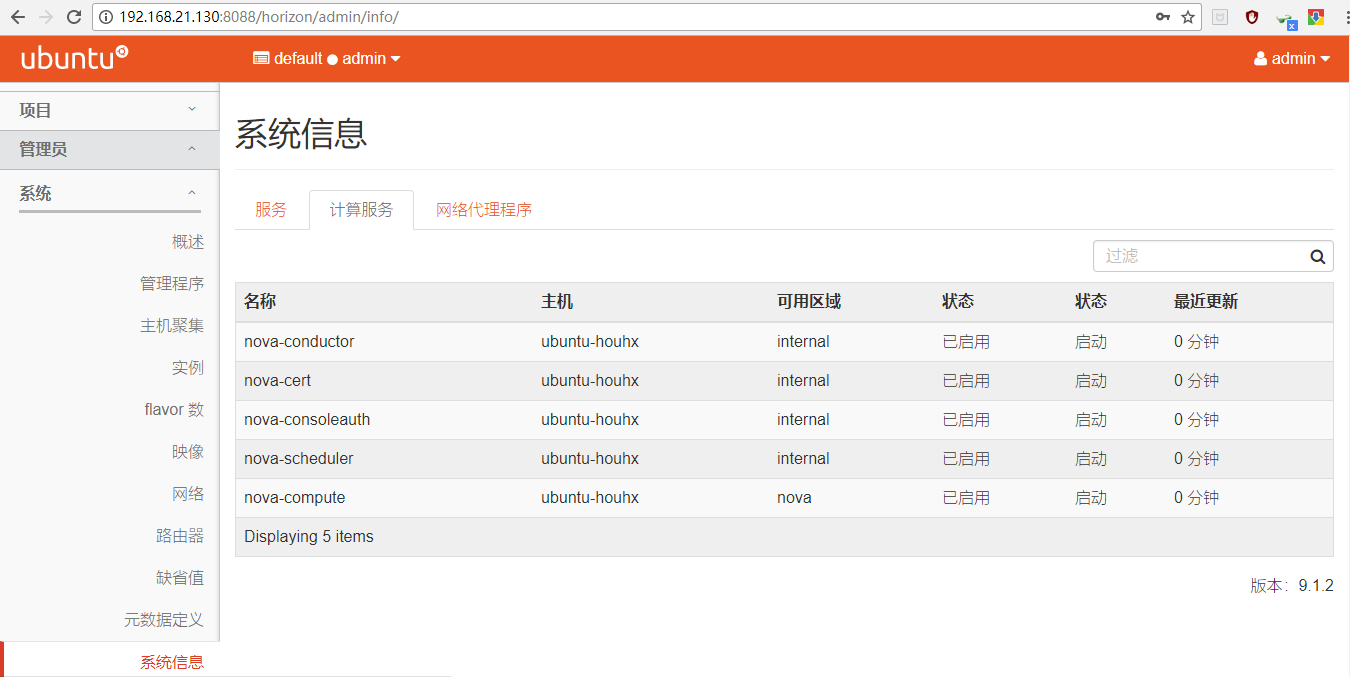 192.168.21.130:8088/horizon/admin/info/
ubuntu default admin admin
项目
管理员
系统
概述
管理程序
主机聚集
实例
flavor 数
映像
网络
路由器
缺省值
元数据定义
系统信息
系统信息
服务 计算服务 网络代理程序
过滤
名称 主机 可用区域 状态 状态 最近更新
nova-conductor ubuntu-houhx internal 已启用 启动 0 分钟
nova-cert ubuntu-houhx internal 已启用 启动 0 分钟
nova-consoleauth ubuntu-houhx internal 已启用 启动 0 分钟
nova-scheduler ubuntu-houhx internal 已启用 启动 0 分钟
nova-compute ubuntu-houhx nova 已启用 启动 0 分钟
Displaying 5 items
版本: 9.1.2